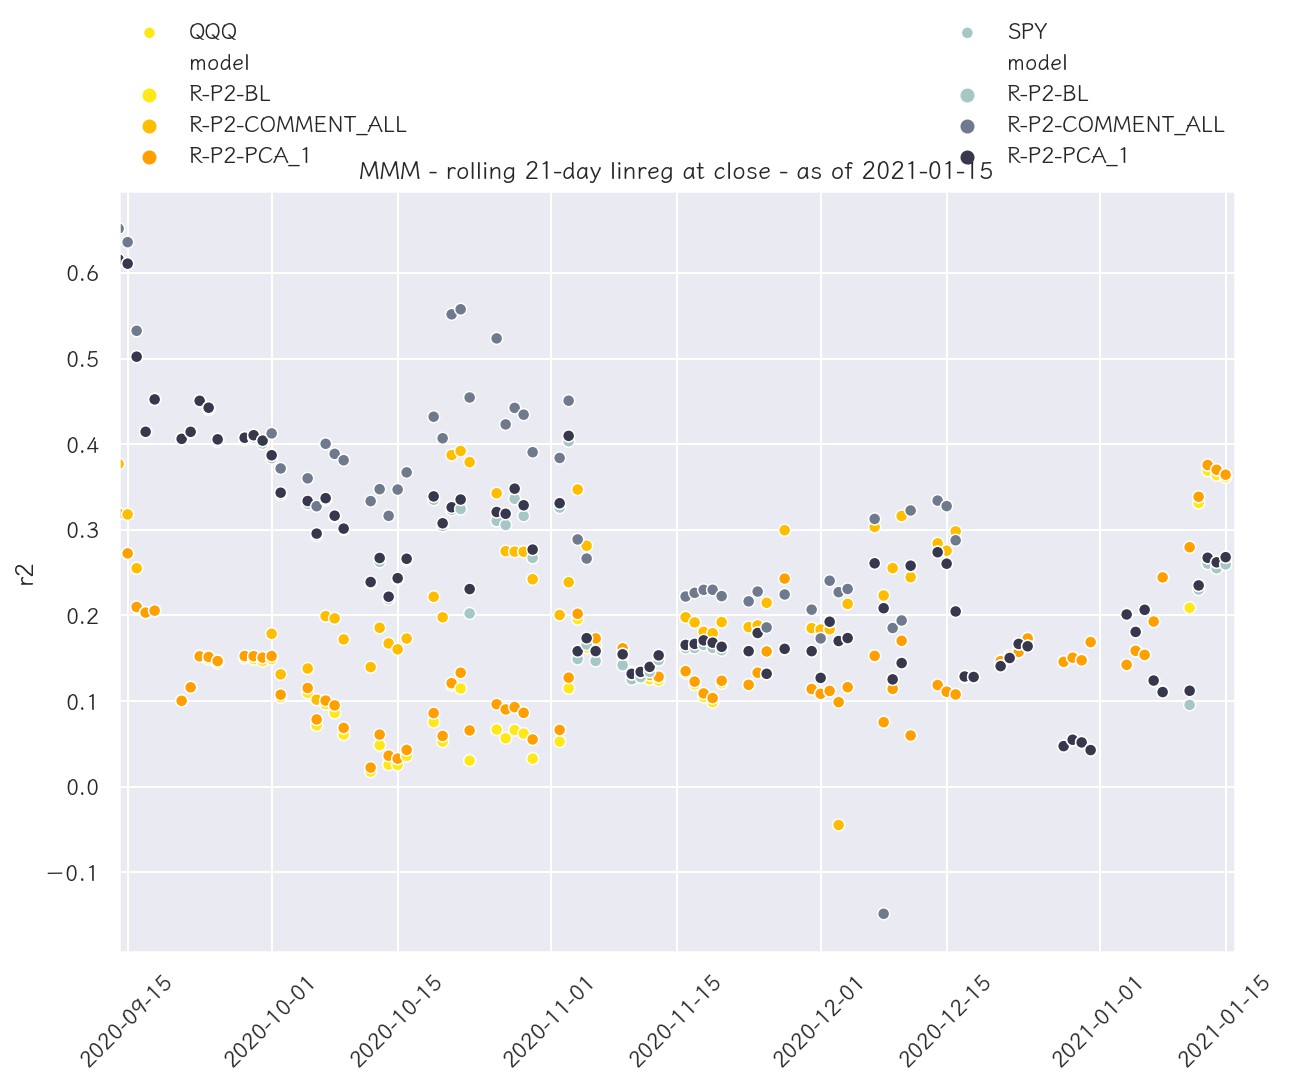 QQQ
model
R-P2-BL
R-P2-COMMENT_ALL
R-P2-PCA_1
SPY
model
R-P2-BL
R-P2-COMMENT_ALL
R-P2-PCA_1
MMM - rolling 21-day linreg at close - as of 2021-01-15
r2
0.6
0.5
0.4
0.3
0.2
0.1
0.0
−0.1
2020-09-15
2020-10-01
2020-10-15
2020-11-01
2020-11-15
2020-12-01
2020-12-15
2021-01-01
2021-01-15